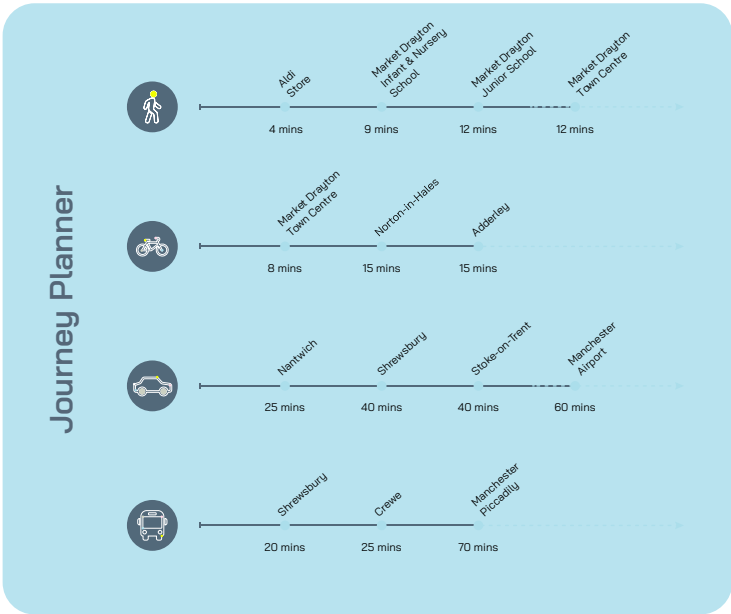 Journey Planner
Aldi
Store
Market Drayton
Infant & Nursery
School
Market Drayton
Junior School
Market Drayton
Town Centre
4 mins
9 mins
12 mins
12 mins
Market Drayton
Town Centre
Norton-in-Hales
Adderley
8 mins
15 mins
15 mins
Nantwich
Shrewsbury
Stoke-on-Trent
Manchester
Airport
25 mins
40 mins
40 mins
60 mins
Shrewsbury
Crewe
Manchester
Piccadily
20 mins
25 mins
70 mins